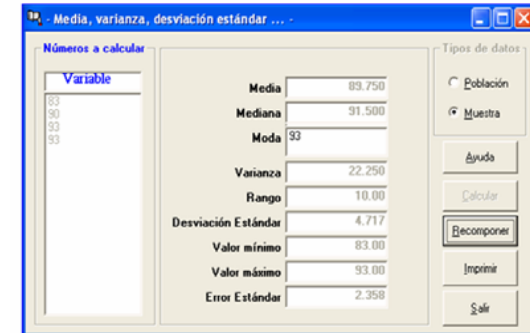 - Media, varianza, desviación estándar ... -
Números a calcular
Variable
83
90
93
93
Media 89.750
Mediana 91.500
Moda 93
Varianza 22.250
Rango 10.00
Desviación Estándar 4.717
Valor mínimo 83.00
Valor máximo 93.00
Error Estándar 2.358
Tipos de datos
Población
Muestra
Ayuda
Calcular
Recomponer
Imprimir
Salir